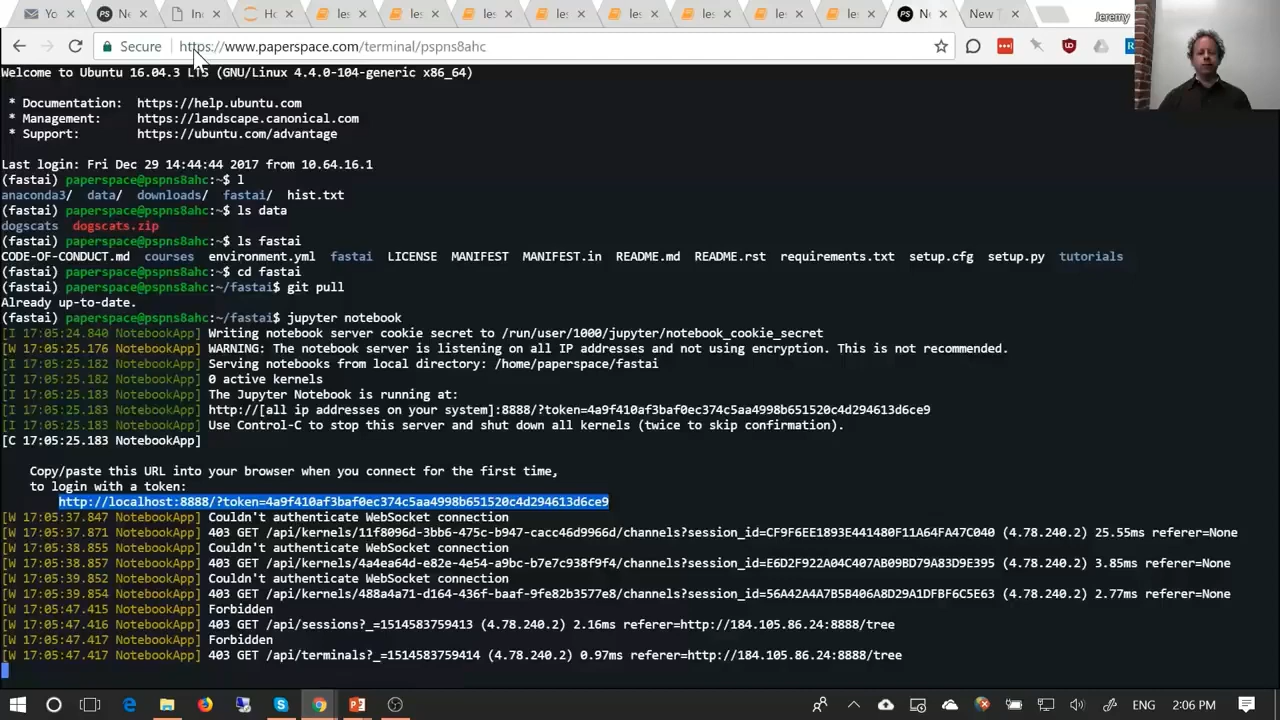 Yo
Ne
Int
Ho
les
les
les
les
les
les
les
les
Ne
New T
Jeremy
Secure
https://www.paperspace.com/terminal/pspns8ahc
Welcome to Ubuntu 16.04.3 LTS (GNU/Linux 4.4.0-104-generic x86_64)
* Documentation: https://help.ubuntu.com
* Management: https://landscape.canonical.com
* Support: https://ubuntu.com/advantage
Last login: Fri Dec 29 14:44:44 2017 from 10.64.16.1
(fastai) paperspace@pspns8ahc:~$ l
anaconda3/ data/ downloads/ fastai/ hist.txt
(fastai) paperspace@pspns8ahc:~$ ls data
dogscats dogscats.zip
(fastai) paperspace@pspns8ahc:~$ ls fastai
CODE-OF-CONDUCT.md courses environment.yml fastai LICENSE MANIFEST MANIFEST.in README.md README.rst requirements.txt setup.cfg setup.py tutorials
(fastai) paperspace@pspns8ahc:~$ cd fastai
(fastai) paperspace@pspns8ahc:~/fastai$ git pull
Already up-to-date.
(fastai) paperspace@pspns8ahc:~/fastai$ jupyter notebook
[I 17:05:24.840 NotebookApp] Writing notebook server cookie secret to /run/user/1000/jupyter/notebook_cookie_secret
[W 17:05:25.176 NotebookApp] WARNING: The notebook server is listening on all IP addresses and not using encryption. This is not recommended.
[I 17:05:25.182 NotebookApp] Serving notebooks from local directory: /home/paperspace/fastai
[I 17:05:25.182 NotebookApp] 0 active kernels
[I 17:05:25.183 NotebookApp] The Jupyter Notebook is running at:
[I 17:05:25.183 NotebookApp] http://[all ip addresses on your system]:8888/?token=4a9f410af3baf0ec374c5aa4998b651520c4d294613d6ce9
[I 17:05:25.183 NotebookApp] Use Control-C to stop this server and shut down all kernels (twice to skip confirmation).
[C 17:05:25.183 NotebookApp]
Copy/paste this URL into your browser when you connect for the first time,
to login with a token:
http://localhost:8888/?token=4a9f410af3baf0ec374c5aa4998b651520c4d294613d6ce9
[W 17:05:37.847 NotebookApp] Couldn't authenticate WebSocket connection
[W 17:05:37.871 NotebookApp] 403 GET /api/kernels/11f8096d-3bb6-475c-b947-cacc46d9966d/channels?session_id=CF9F6EE1893E441480F11A64FA47C040 (4.78.240.2) 25.55ms referer=None
[W 17:05:38.855 NotebookApp] Couldn't authenticate WebSocket connection
[W 17:05:38.857 NotebookApp] 403 GET /api/kernels/4a4ea64d-e82e-4e54-a9bc-b7e7c938f9f4/channels?session_id=E6D2F922A04C407AB09BD79A83D9E395 (4.78.240.2) 3.85ms referer=None
[W 17:05:39.852 NotebookApp] Couldn't authenticate WebSocket connection
[W 17:05:39.854 NotebookApp] 403 GET /api/kernels/488a4a71-d164-436f-baaf-9fe82b3577e8/channels?session_id=56A42A4A7B5B406A8D29A1DFBF6C5E63 (4.78.240.2) 2.77ms referer=None
[W 17:05:47.415 NotebookApp] Forbidden
[W 17:05:47.416 NotebookApp] 403 GET /api/sessions?_=1514583759413 (4.78.240.2) 2.16ms referer=http://184.105.86.24:8888/tree
[W 17:05:47.417 NotebookApp] Forbidden
[W 17:05:47.417 NotebookApp] 403 GET /api/terminals?_=1514583759414 (4.78.240.2) 0.97ms referer=http://184.105.86.24:8888/tree
ENG
2:06 PM